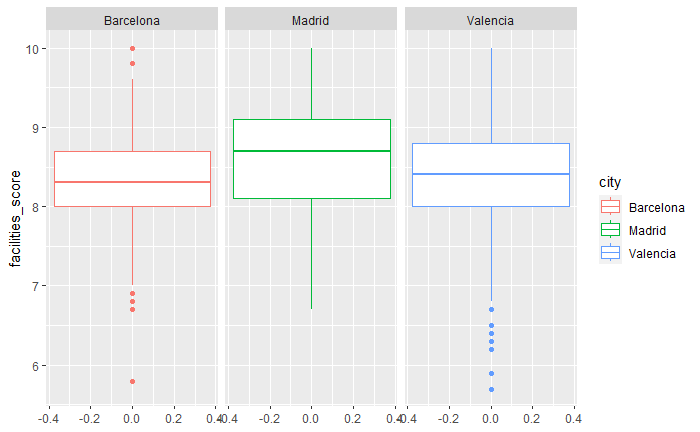 Barcelona Madrid Valencia
10
9
8
7
6
facilities_score
-0.4 -0.2 0.0 0.2 0.4 -0.4 -0.2 0.0 0.2 0.4 -0.4 -0.2 0.0 0.2 0.4
city
Barcelona
Madrid
Valencia